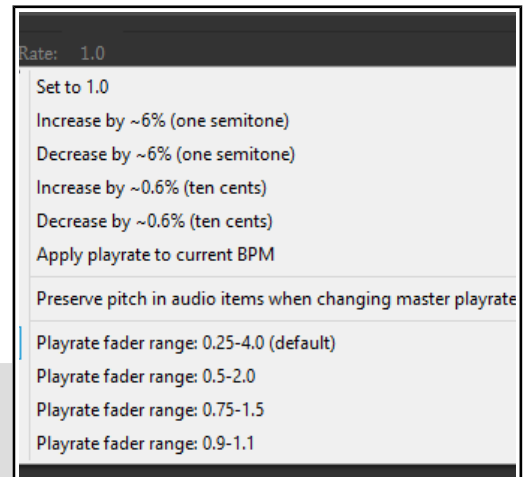 Rate: 1.0
Set to 1.0
Increase by ~6% (one semitone)
Decrease by ~6% (one semitone)
Increase by ~0.6% (ten cents)
Decrease by ~0.6% (ten cents)
Apply playrate to current BPM
Preserve pitch in audio items when changing master playrate
Playrate fader range: 0.25-4.0 (default)
Playrate fader range: 0.5-2.0
Playrate fader range: 0.75-1.5
Playrate fader range: 0.9-1.1